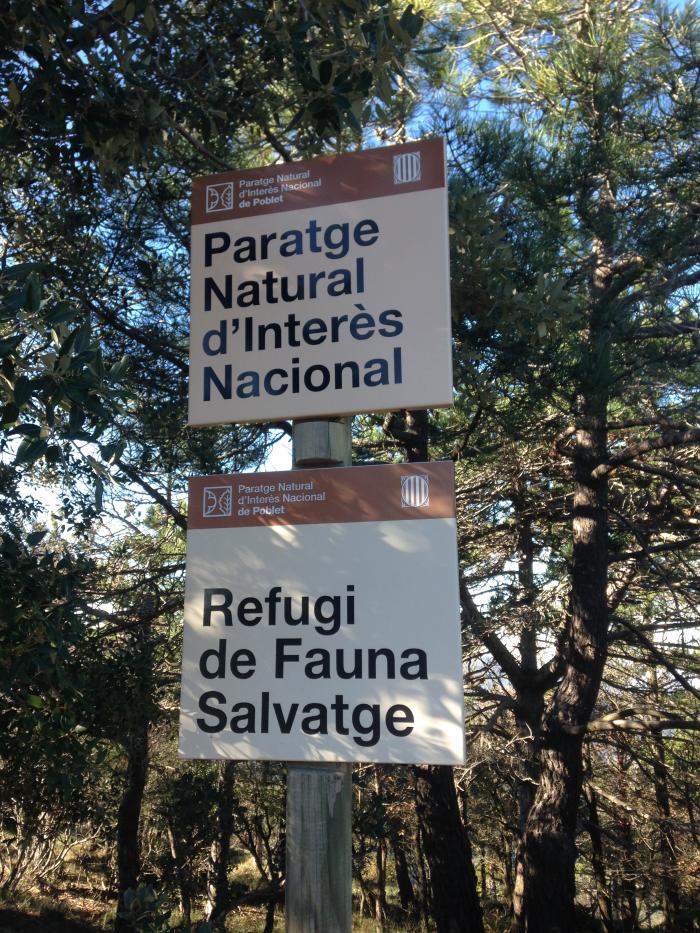 Paratge Natural
d'Interès Nacional
de Poblet
Paratge
Natural
d'Interès
Nacional
Paratge Natural
d'Interès Nacional
de Poblet
Refugi
de Fauna
Salvatge